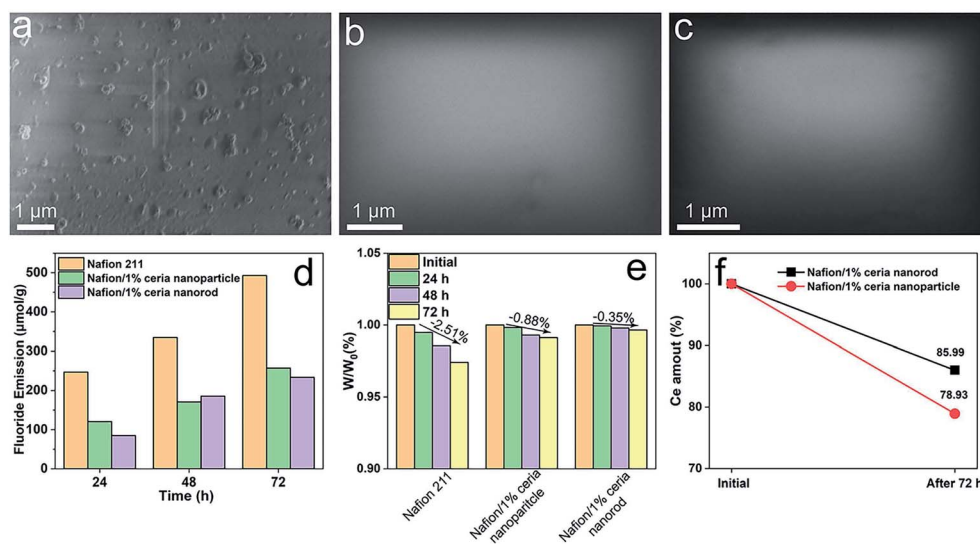 a
1 μm
b
1 μm
c
1 μm
d
Nafion 211
Nafion/1% ceria nanoparticle
Nafion/1% ceria nanorod
Fluoride Emission (μmol/g)
500
400
300
200
100
0
24
48
72
Time (h)
e
Initial
24 h
48 h
72 h
-2.51%
-0.88%
-0.35%
W/W0(%)
1.05
1.00
0.95
0.90
Nafion 211
Nafion/1% ceria
nanoparitcle
Nafion/1% ceria
nanorod
f
Nafion/1% ceria nanorod
Nafion/1% ceria nanoparticle
85.99
78.93
Ce amout (%)
100
90
80
70
Initial
After 72 h